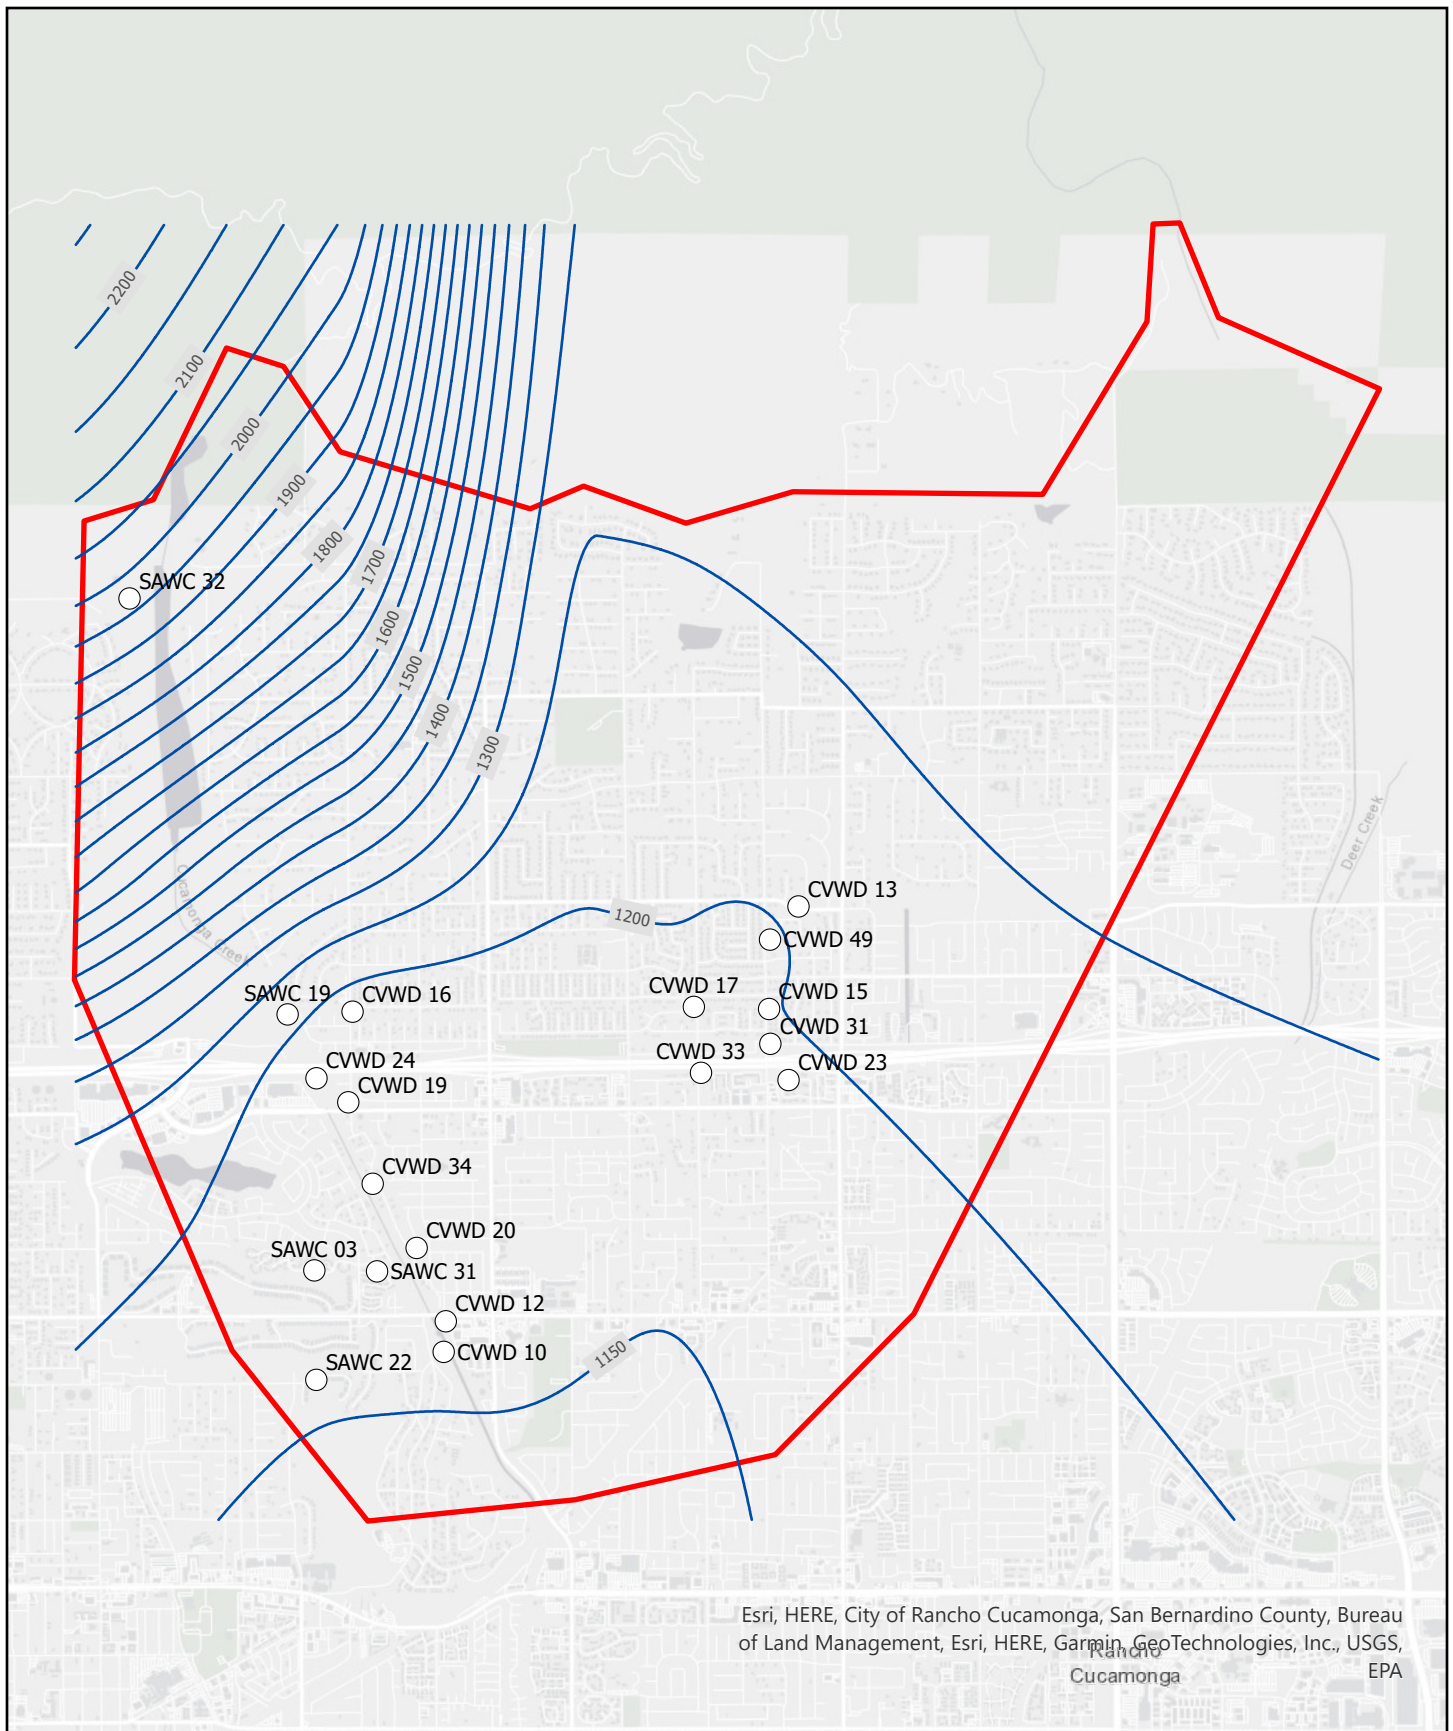 2200
2100
2000
1900
1800
1700
1600
1500
1400
1300
SAWC 32
Deer Creek
Cucamonga Creek
CVWD 13
1200
CVWD 49
CVWD 17
CVWD 15
SAWC 19
CVWD 16
CVWD 31
CVWD 33
CVWD 23
CVWD 24
CVWD 19
CVWD 34
CVWD 20
SAWC 03
SAWC 31
CVWD 12
CVWD 10
1150
SAWC 22
Esri, HERE, City of Rancho Cucamonga, San Bernardino County, Bureau
of Land Management, Esri, HERE, Garmin, GeoTechnologies, Inc., USGS,
EPA
Rancho
Cucamonga